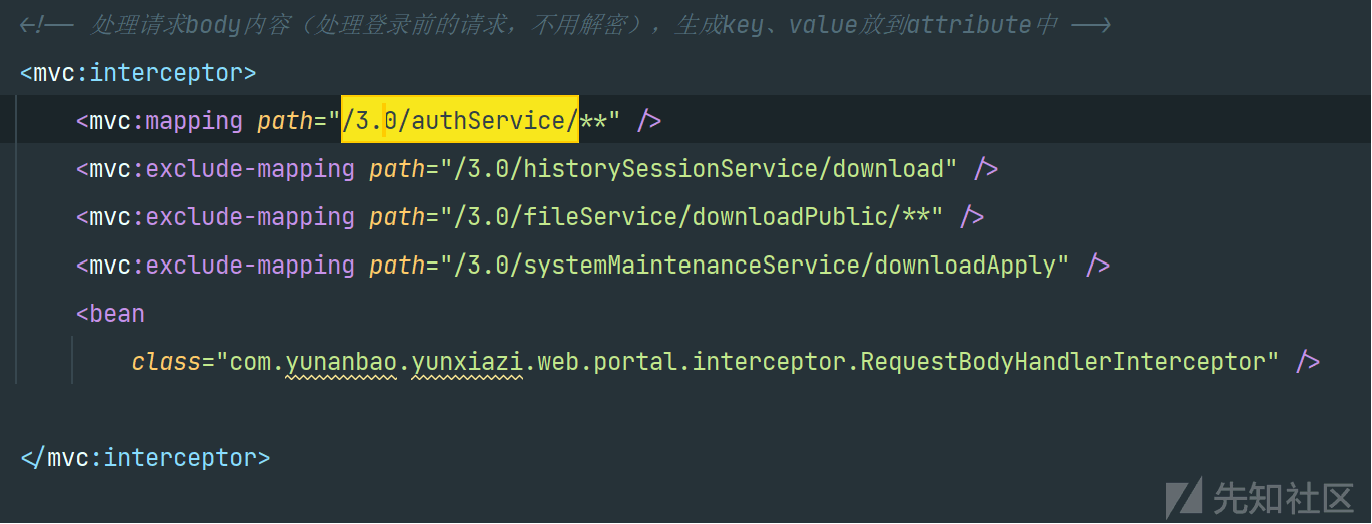 <!-- 处理请求body内容（处理登录前的请求，不用解密），生成key、value放到attribute中 -->
<mvc:interceptor>
<mvc:mapping path="/3.0/authService/**" />
<mvc:exclude-mapping path="/3.0/historySessionService/download" />
<mvc:exclude-mapping path="/3.0/fileService/downloadPublic/**" />
<mvc:exclude-mapping path="/3.0/systemMaintenanceService/downloadApply" />
<bean
class="com.yunanbao.yunxiazi.web.portal.interceptor.RequestBodyHandlerInterceptor" />
</mvc:interceptor>
先知社区